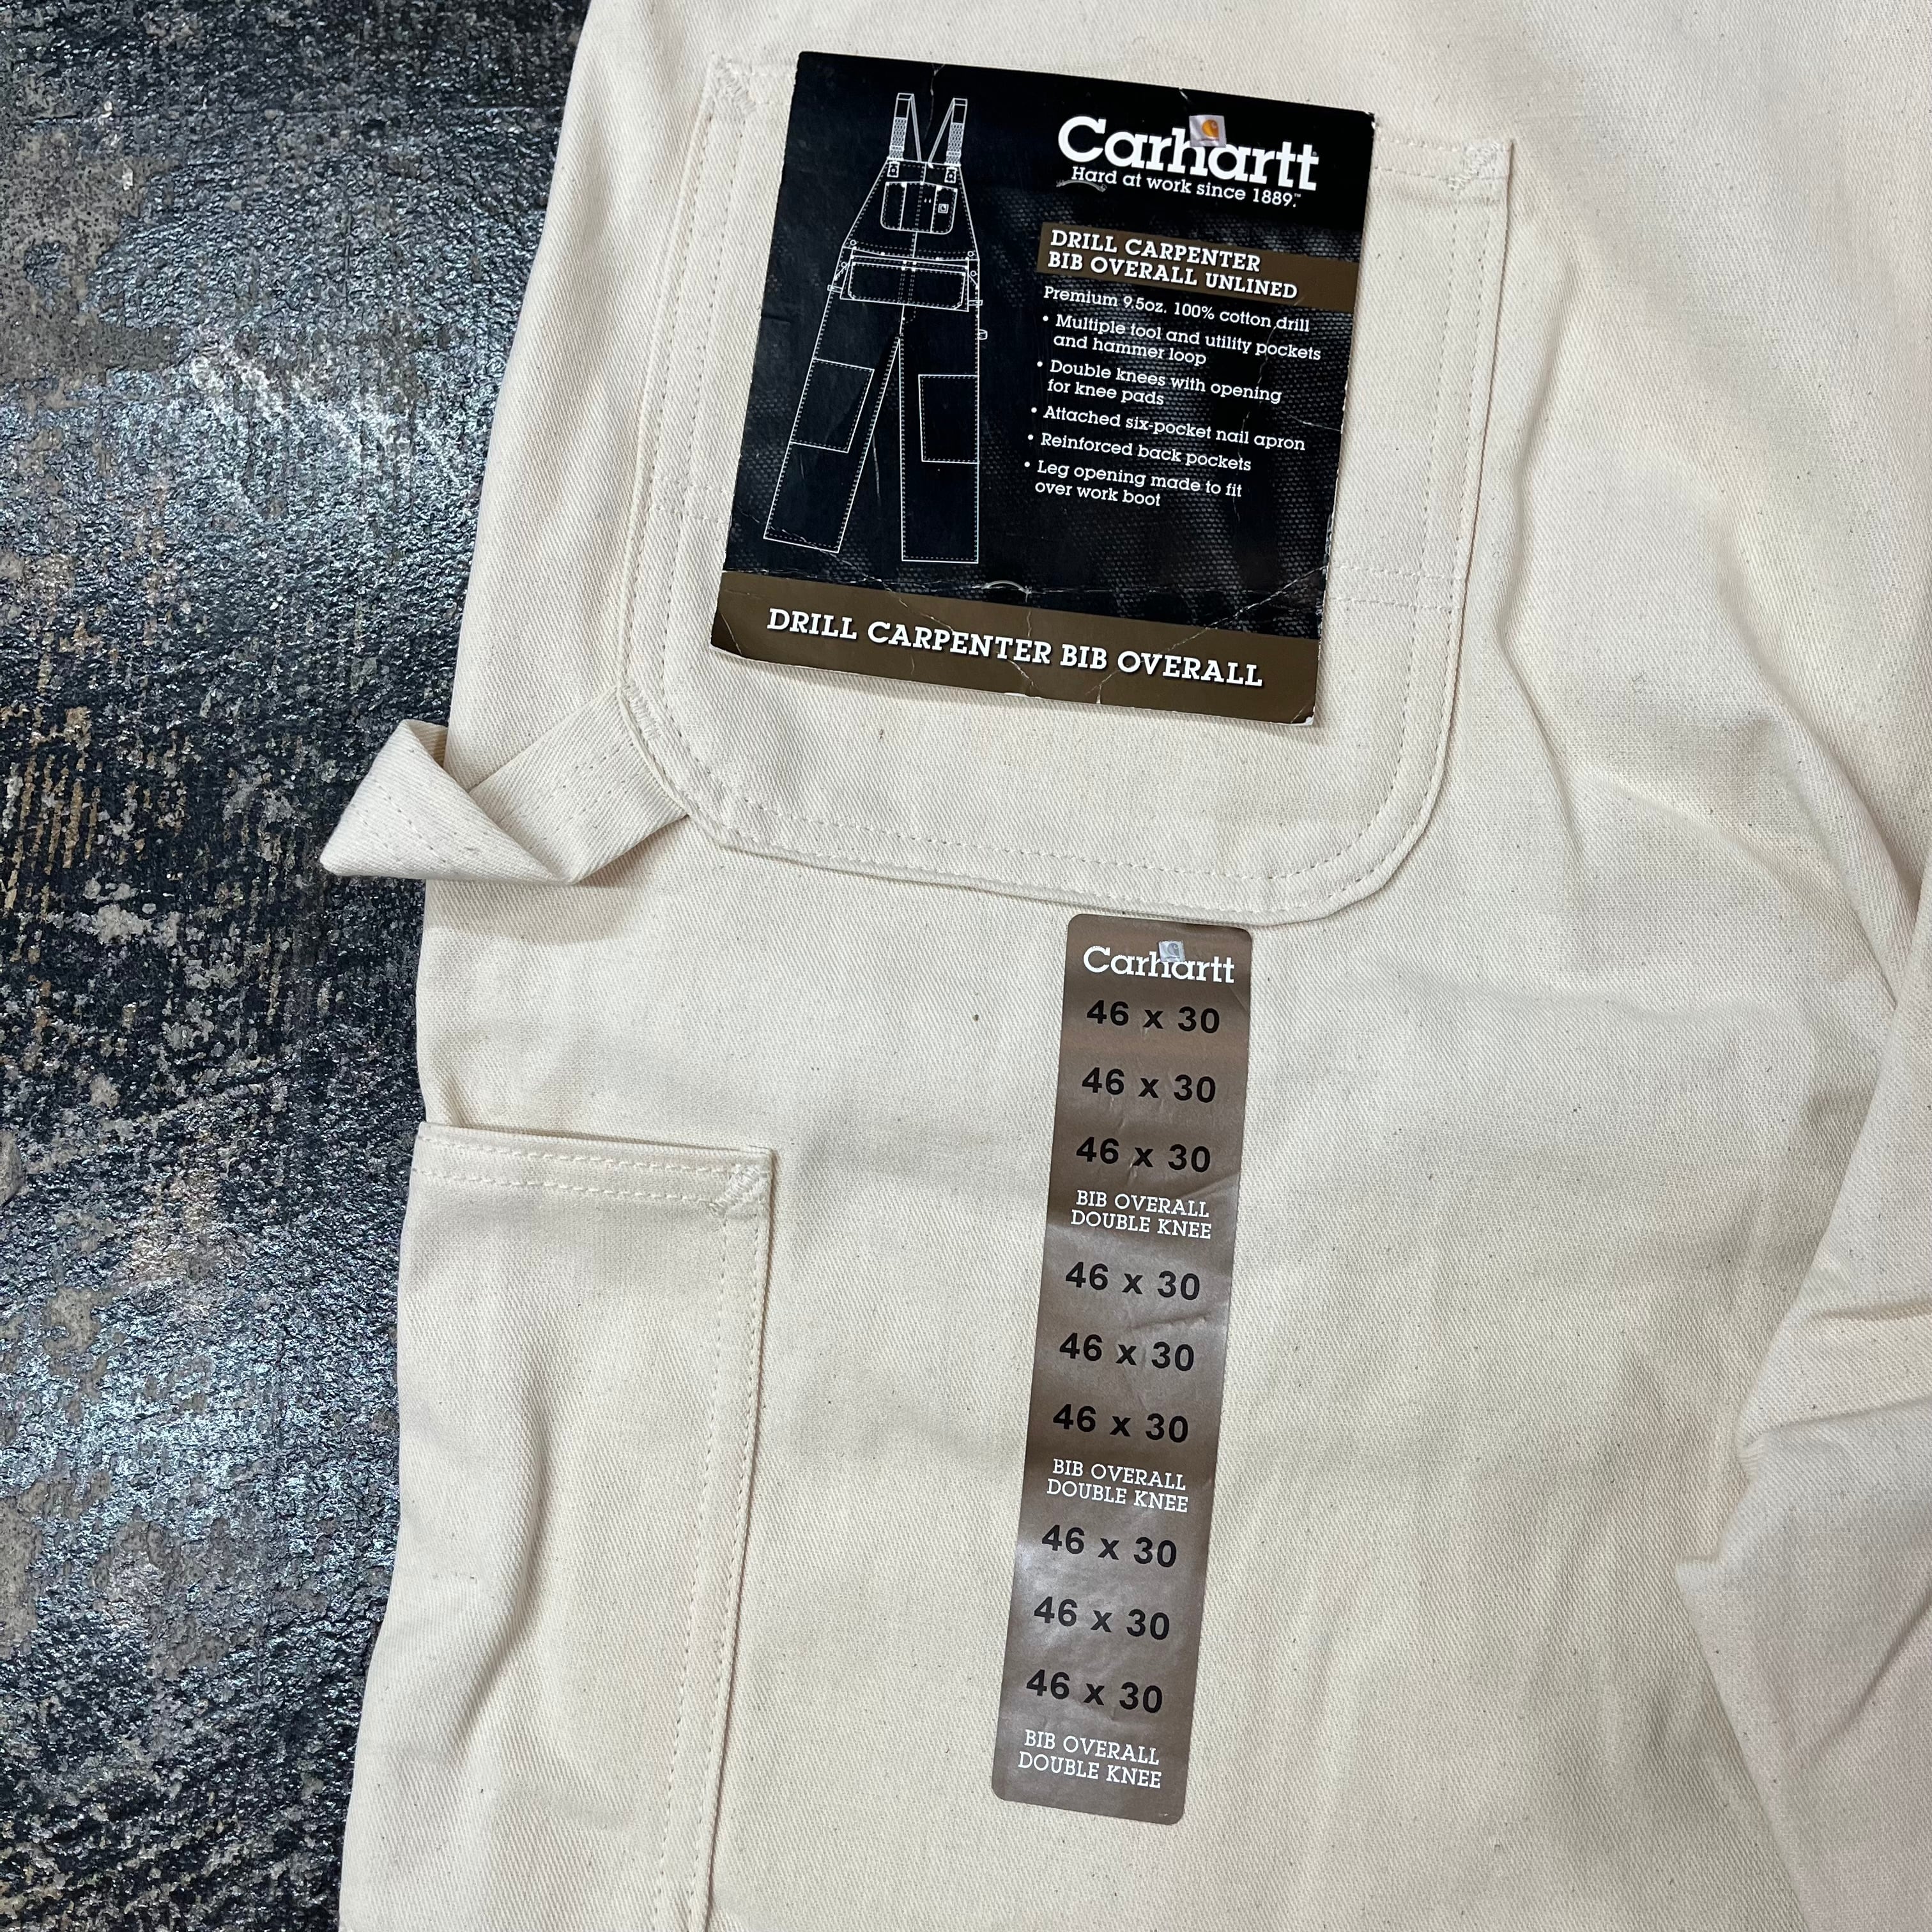 Carhartt
Hard at work since 1889.™
DRILL CARPENTER
BIB OVERALL UNLINED
Premium 9.5oz. 100% cotton drill
• Multiple tool and utility pockets
and hammer loop
• Double knees with opening
for knee pads
• Attached six-pocket nail apron
• Reinforced back pockets
• Leg opening made to fit
over work boot
DRILL CARPENTER BIB OVERALL
Carhartt
46 x 30
46 x 30
46 x 30
BIB OVERALL
DOUBLE KNEE
46 x 30
46 x 30
46 x 30
BIB OVERALL
DOUBLE KNEE
46 x 30
46 x 30
46 x 30
BIB OVERALL
DOUBLE KNEE